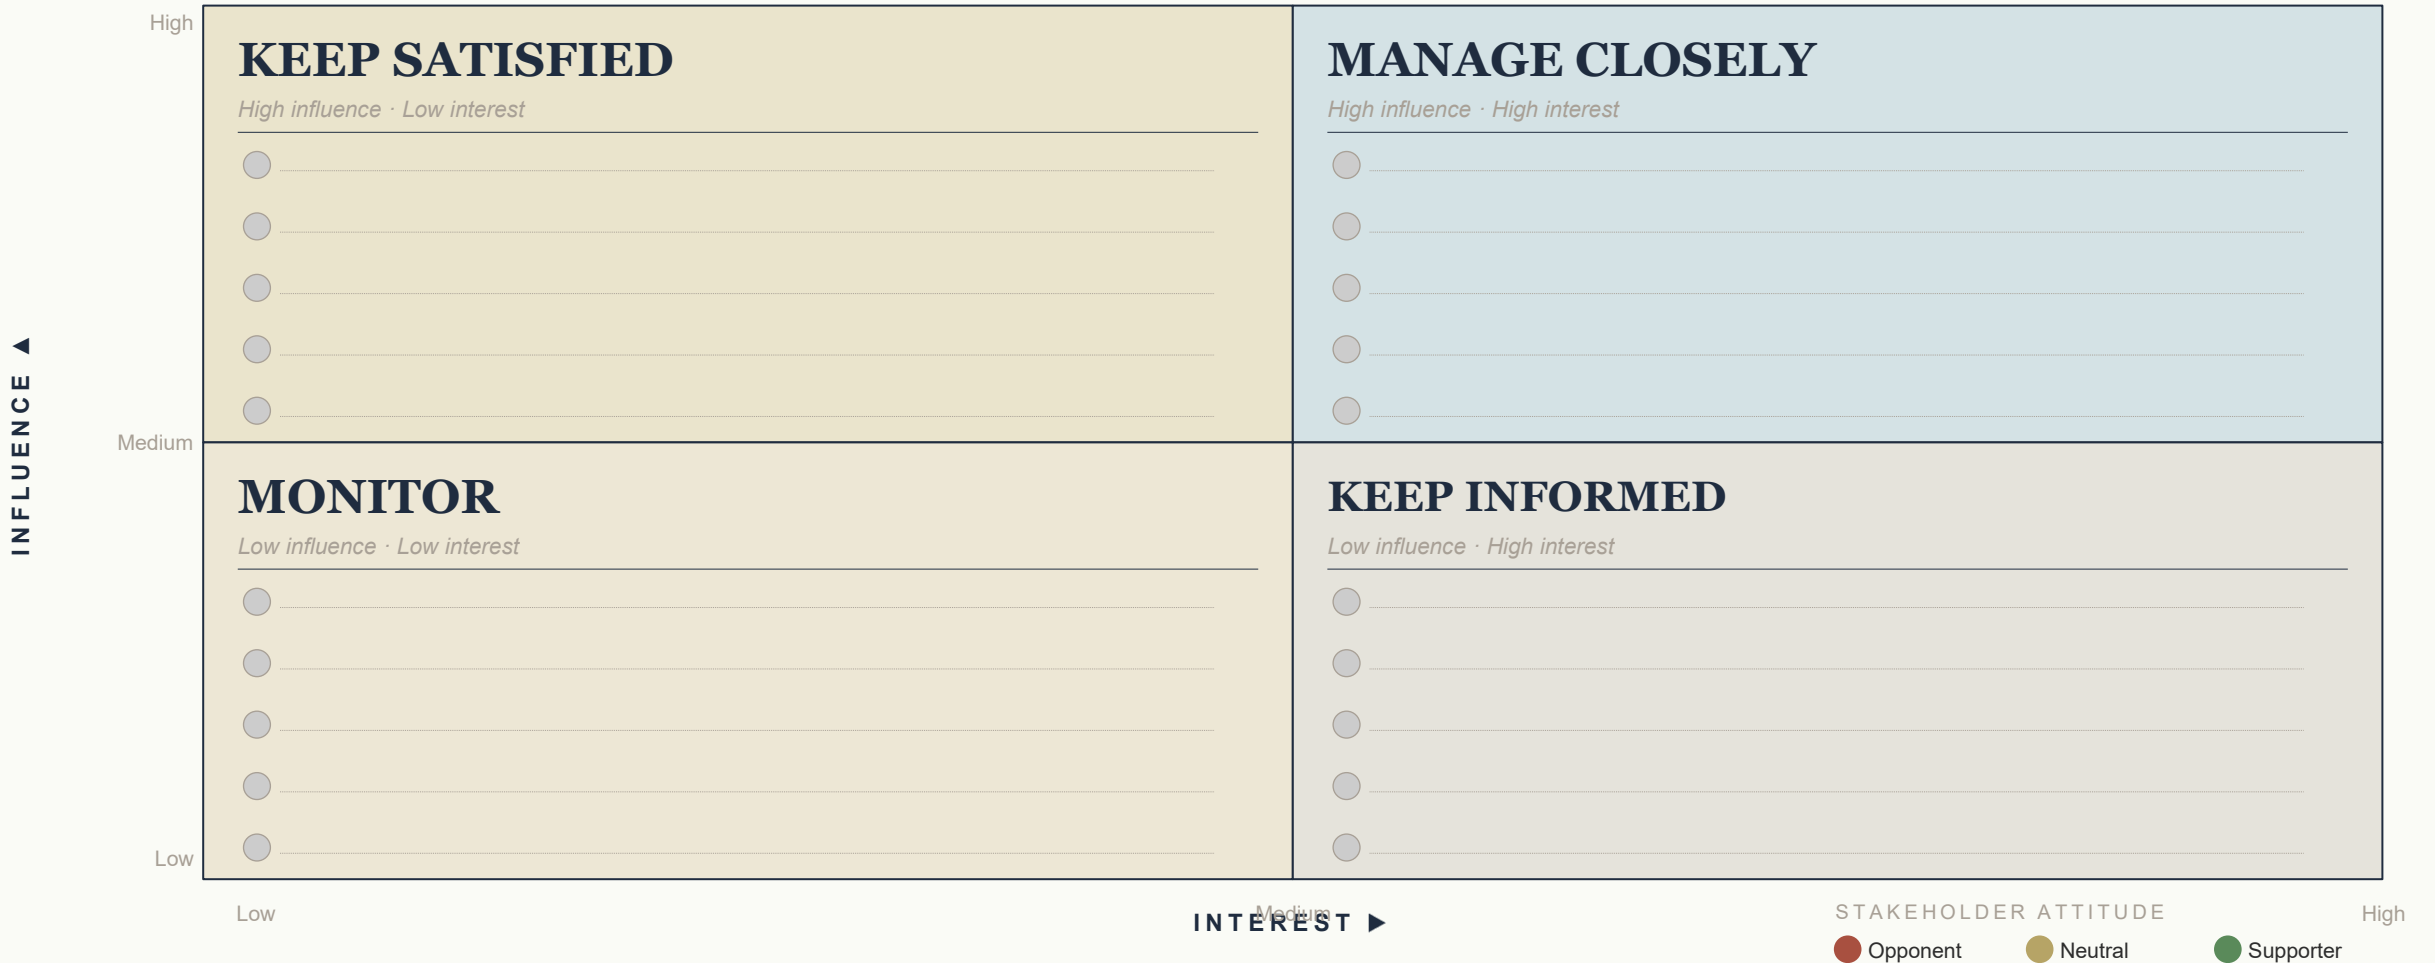 High
KEEP SATISFIED
High influence · Low interest
MANAGE CLOSELY
High influence · High interest
INFLUENCE ▲
Medium
MONITOR
Low influence · Low interest
KEEP INFORMED
Low influence · High interest
Low
Low
Medium
INTEREST ▶
High
STAKEHOLDER ATTITUDE
Opponent
Neutral
Supporter